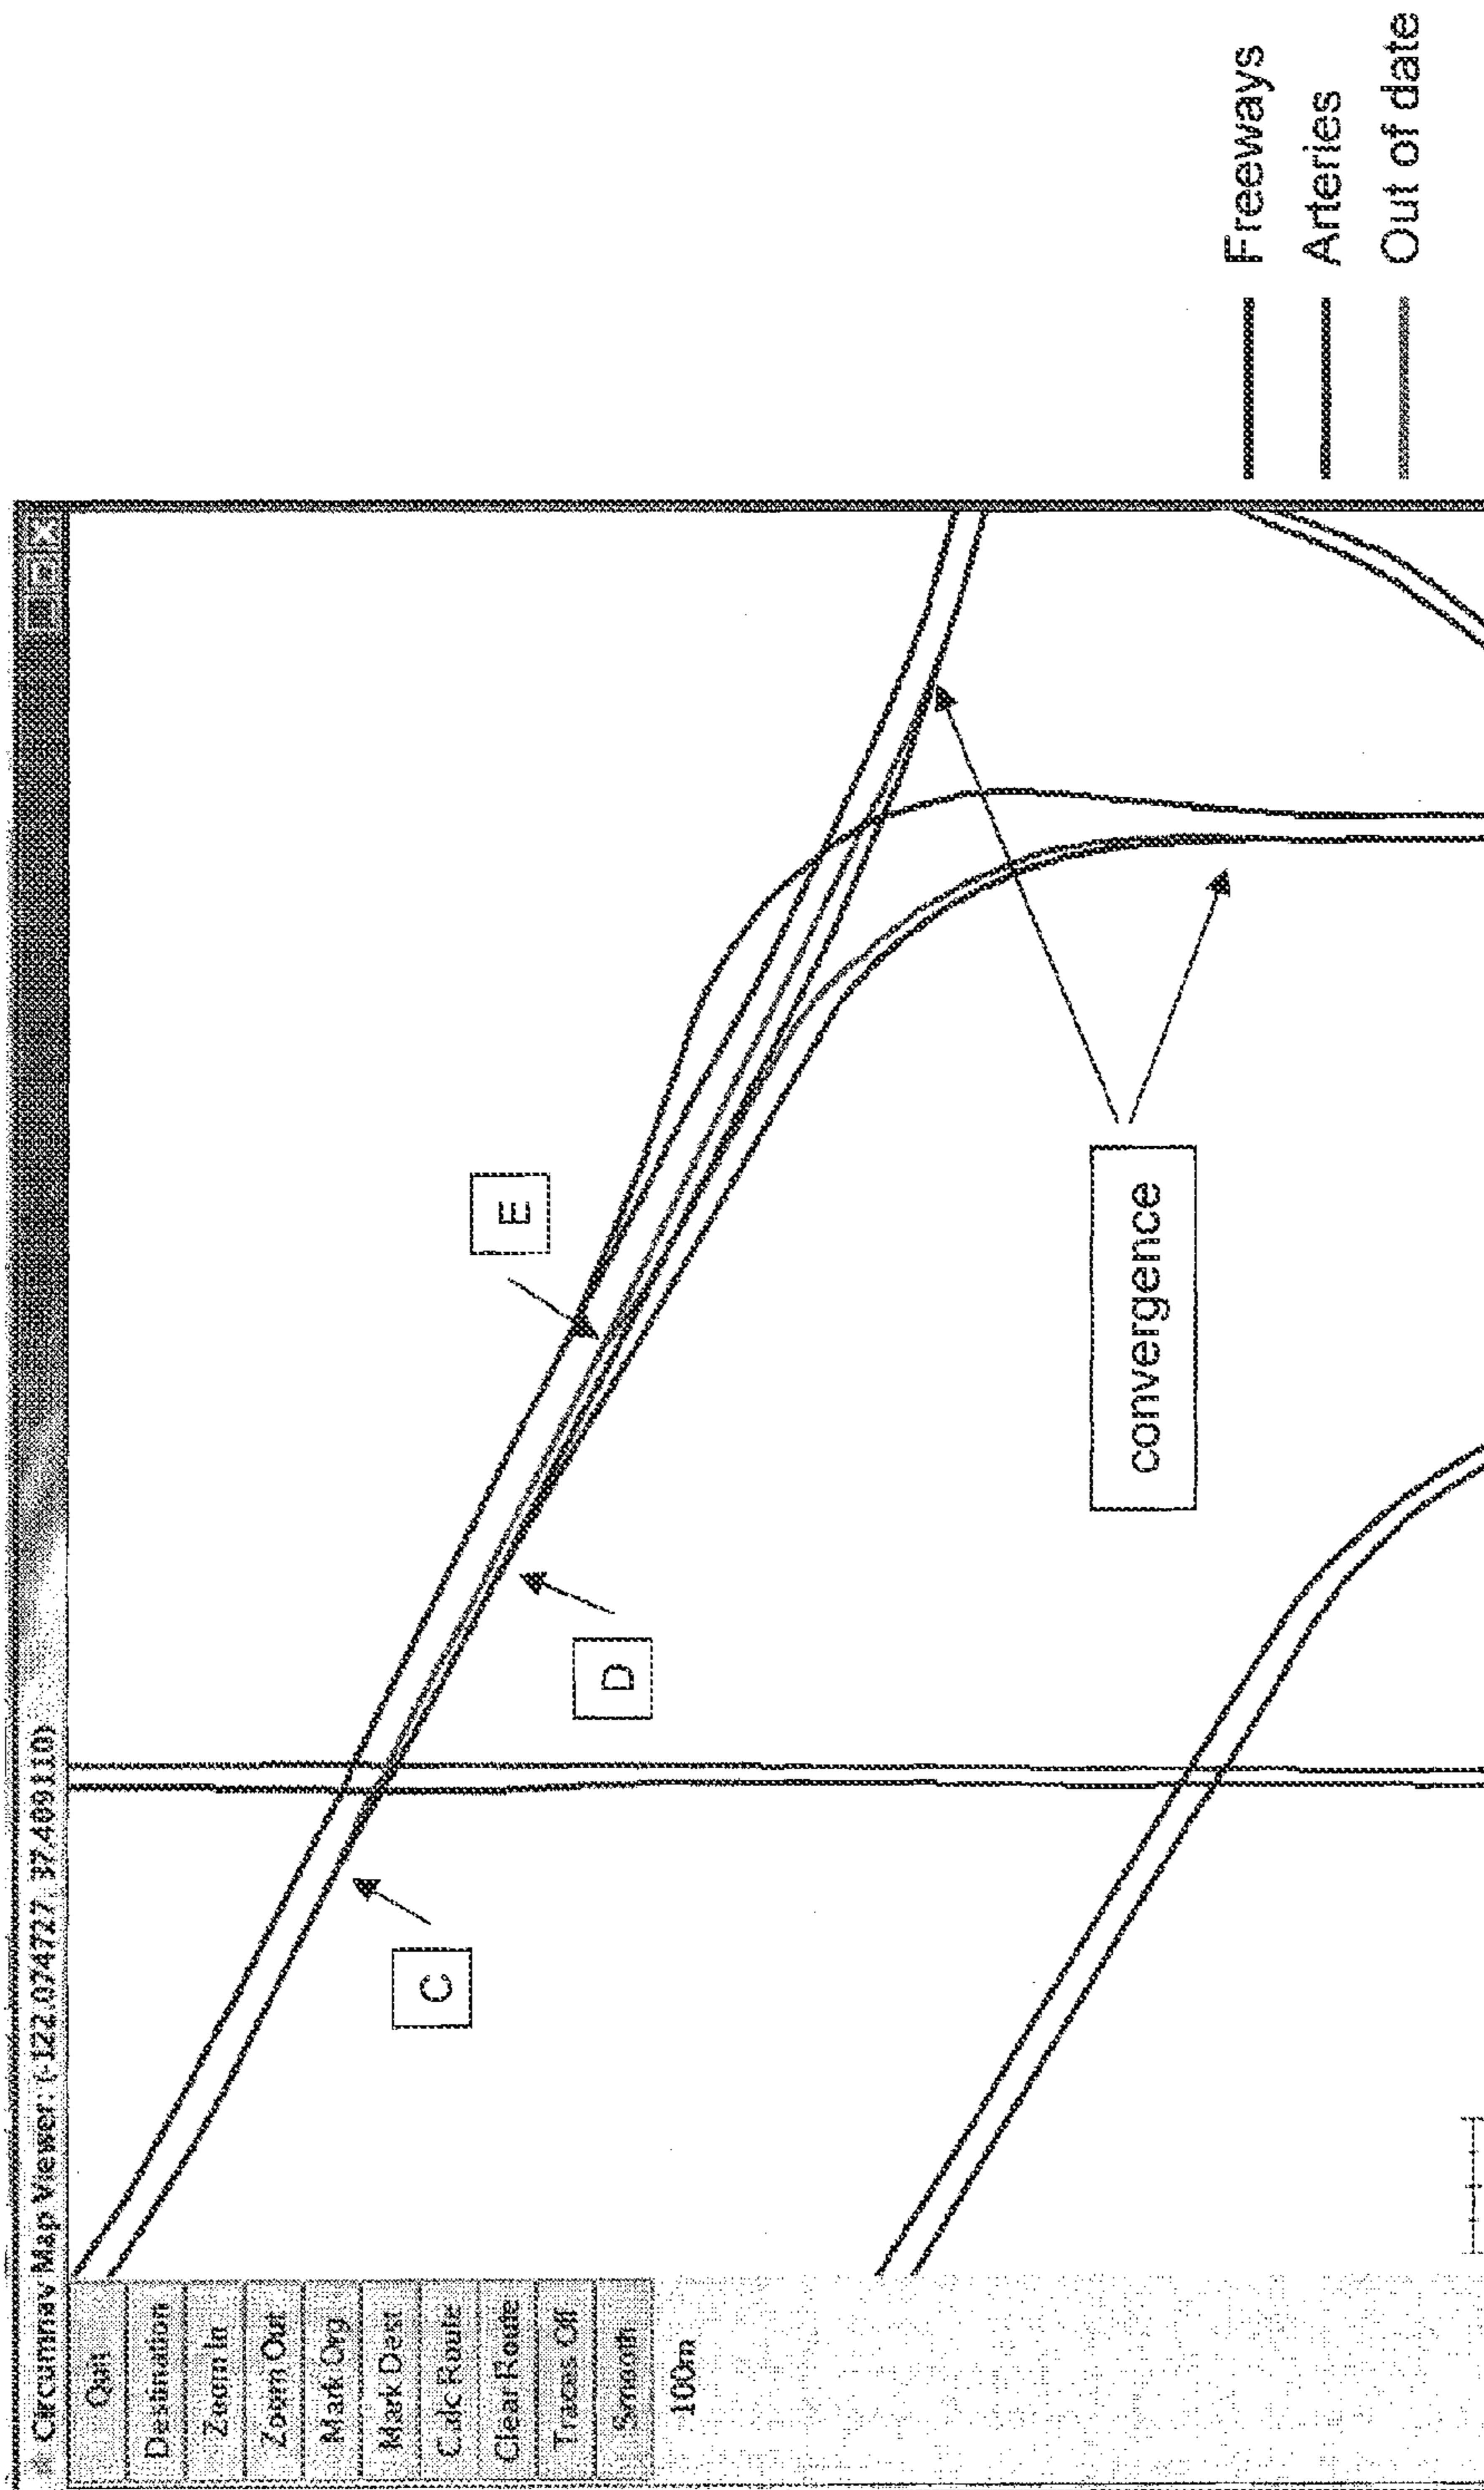 Circumnav Map Viewer: (-122.074727, 37.409110)
Quit
Destination
Zoom In
Zoom Out
Mark Org
Mark Dest
Calc Route
Clear Route
Traces Off
Smooth
100m
C
D
E
convergence
Freeways
Arteries
Out of date